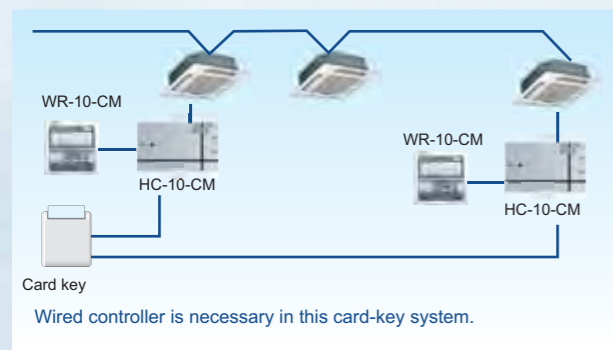 WR-10-CM
HC-10-CM
WR-10-CM
HC-10-CM
Card key
Wired controller is necessary in this card-key system.